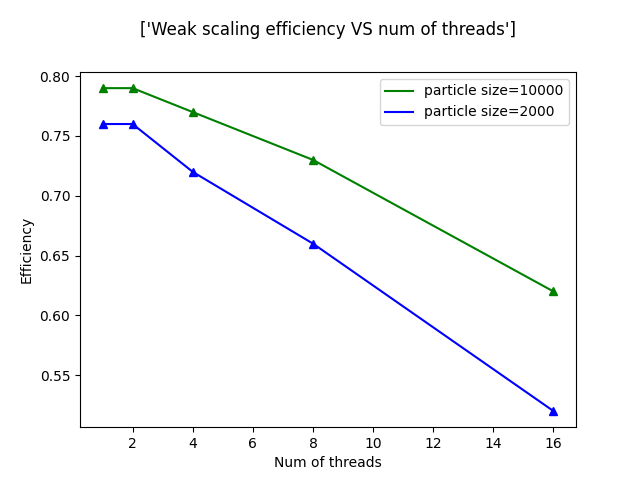 ['Weak scaling efficiency VS num of threads']
particle size=10000
particle size=2000
0.80
0.75
0.70
0.65
0.60
0.55
Efficiency
2 4 6 8 10 12 14 16
Num of threads